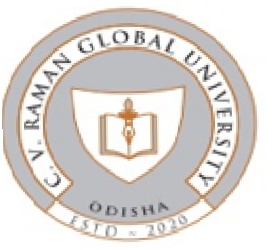 C. V. RAMAN GLOBAL UNIVERSITY
ODISHA
ESTD ~ 2020